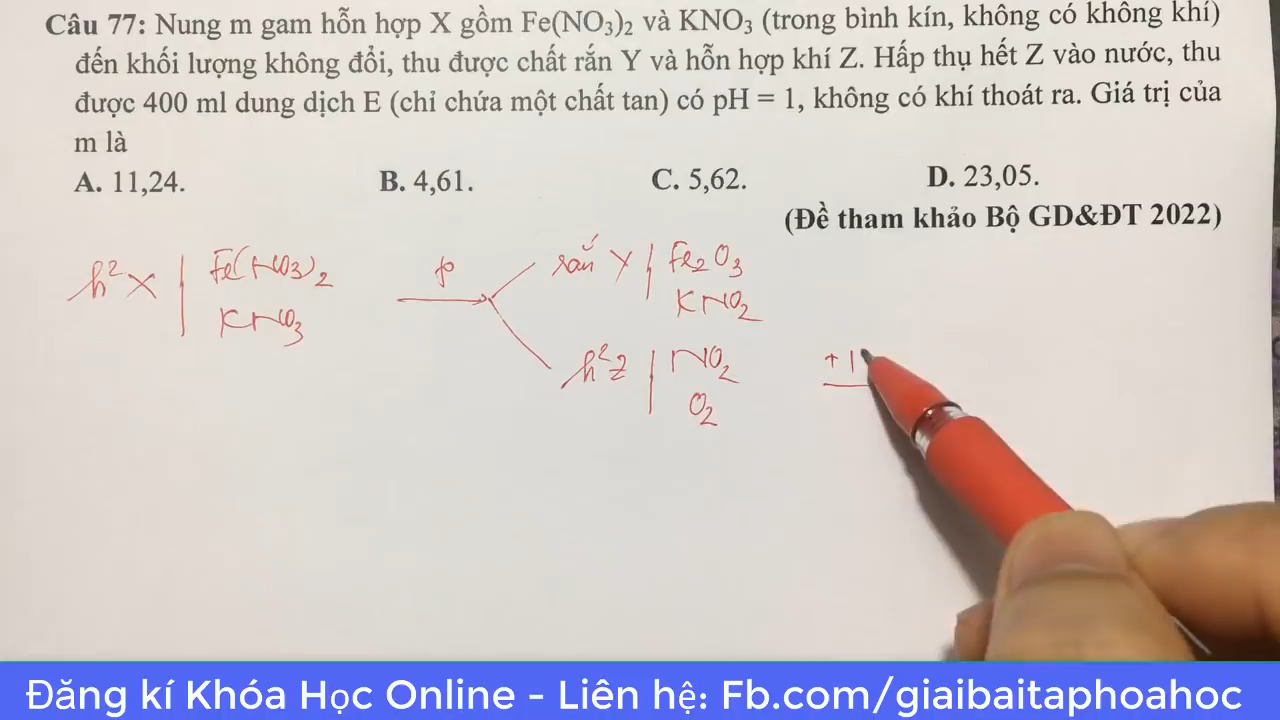 Câu 77: Nung m gam hỗn hợp X gồm Fe(NO₃)₂ và KNO₃ (trong bình kín, không có không khí)
đến khối lượng không đổi, thu được chất rắn Y và hỗn hợp khí Z. Hấp thụ hết Z vào nước, thu
được 400 ml dung dịch E (chỉ chứa một chất tan) có pH = 1, không có khí thoát ra. Giá trị của
m là
A. 11,24. B. 4,61. C. 5,62. D. 23,05.
(Đề tham khảo Bộ GD&ĐT 2022)
h² X | Fe(NO₃)₂
KNO₃
t°
rắn Y | Fe₂O₃
KNO₂
h² Z | NO₂
O₂
+
Đăng kí Khóa Học Online - Liên hệ: Fb.com/giaibaitaphoahoc